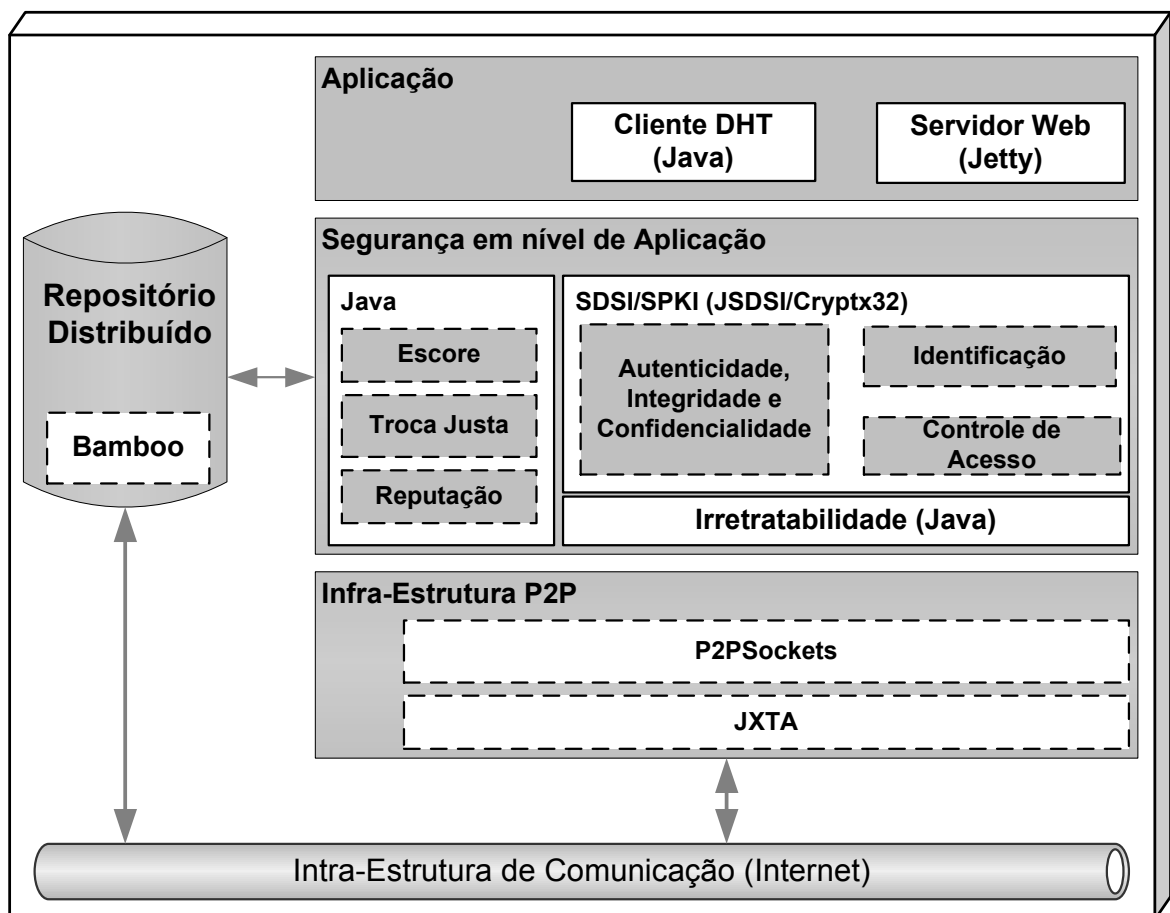 Aplicação
Cliente DHT
(Java)
Servidor Web
(Jetty)
Repositório
Distribuído
Bamboo
Segurança em nível de Aplicação
Java
Escore
Troca Justa
Reputação
SDSI/SPKI (JSDSI/Cryptx32)
Autenticidade,
Integridade e
Confidencialidade
Identificação
Controle de
Acesso
Irretratabilidade (Java)
Infra-Estrutura P2P
P2PSockets
JXTA
Intra-Estrutura de Comunicação (Internet)